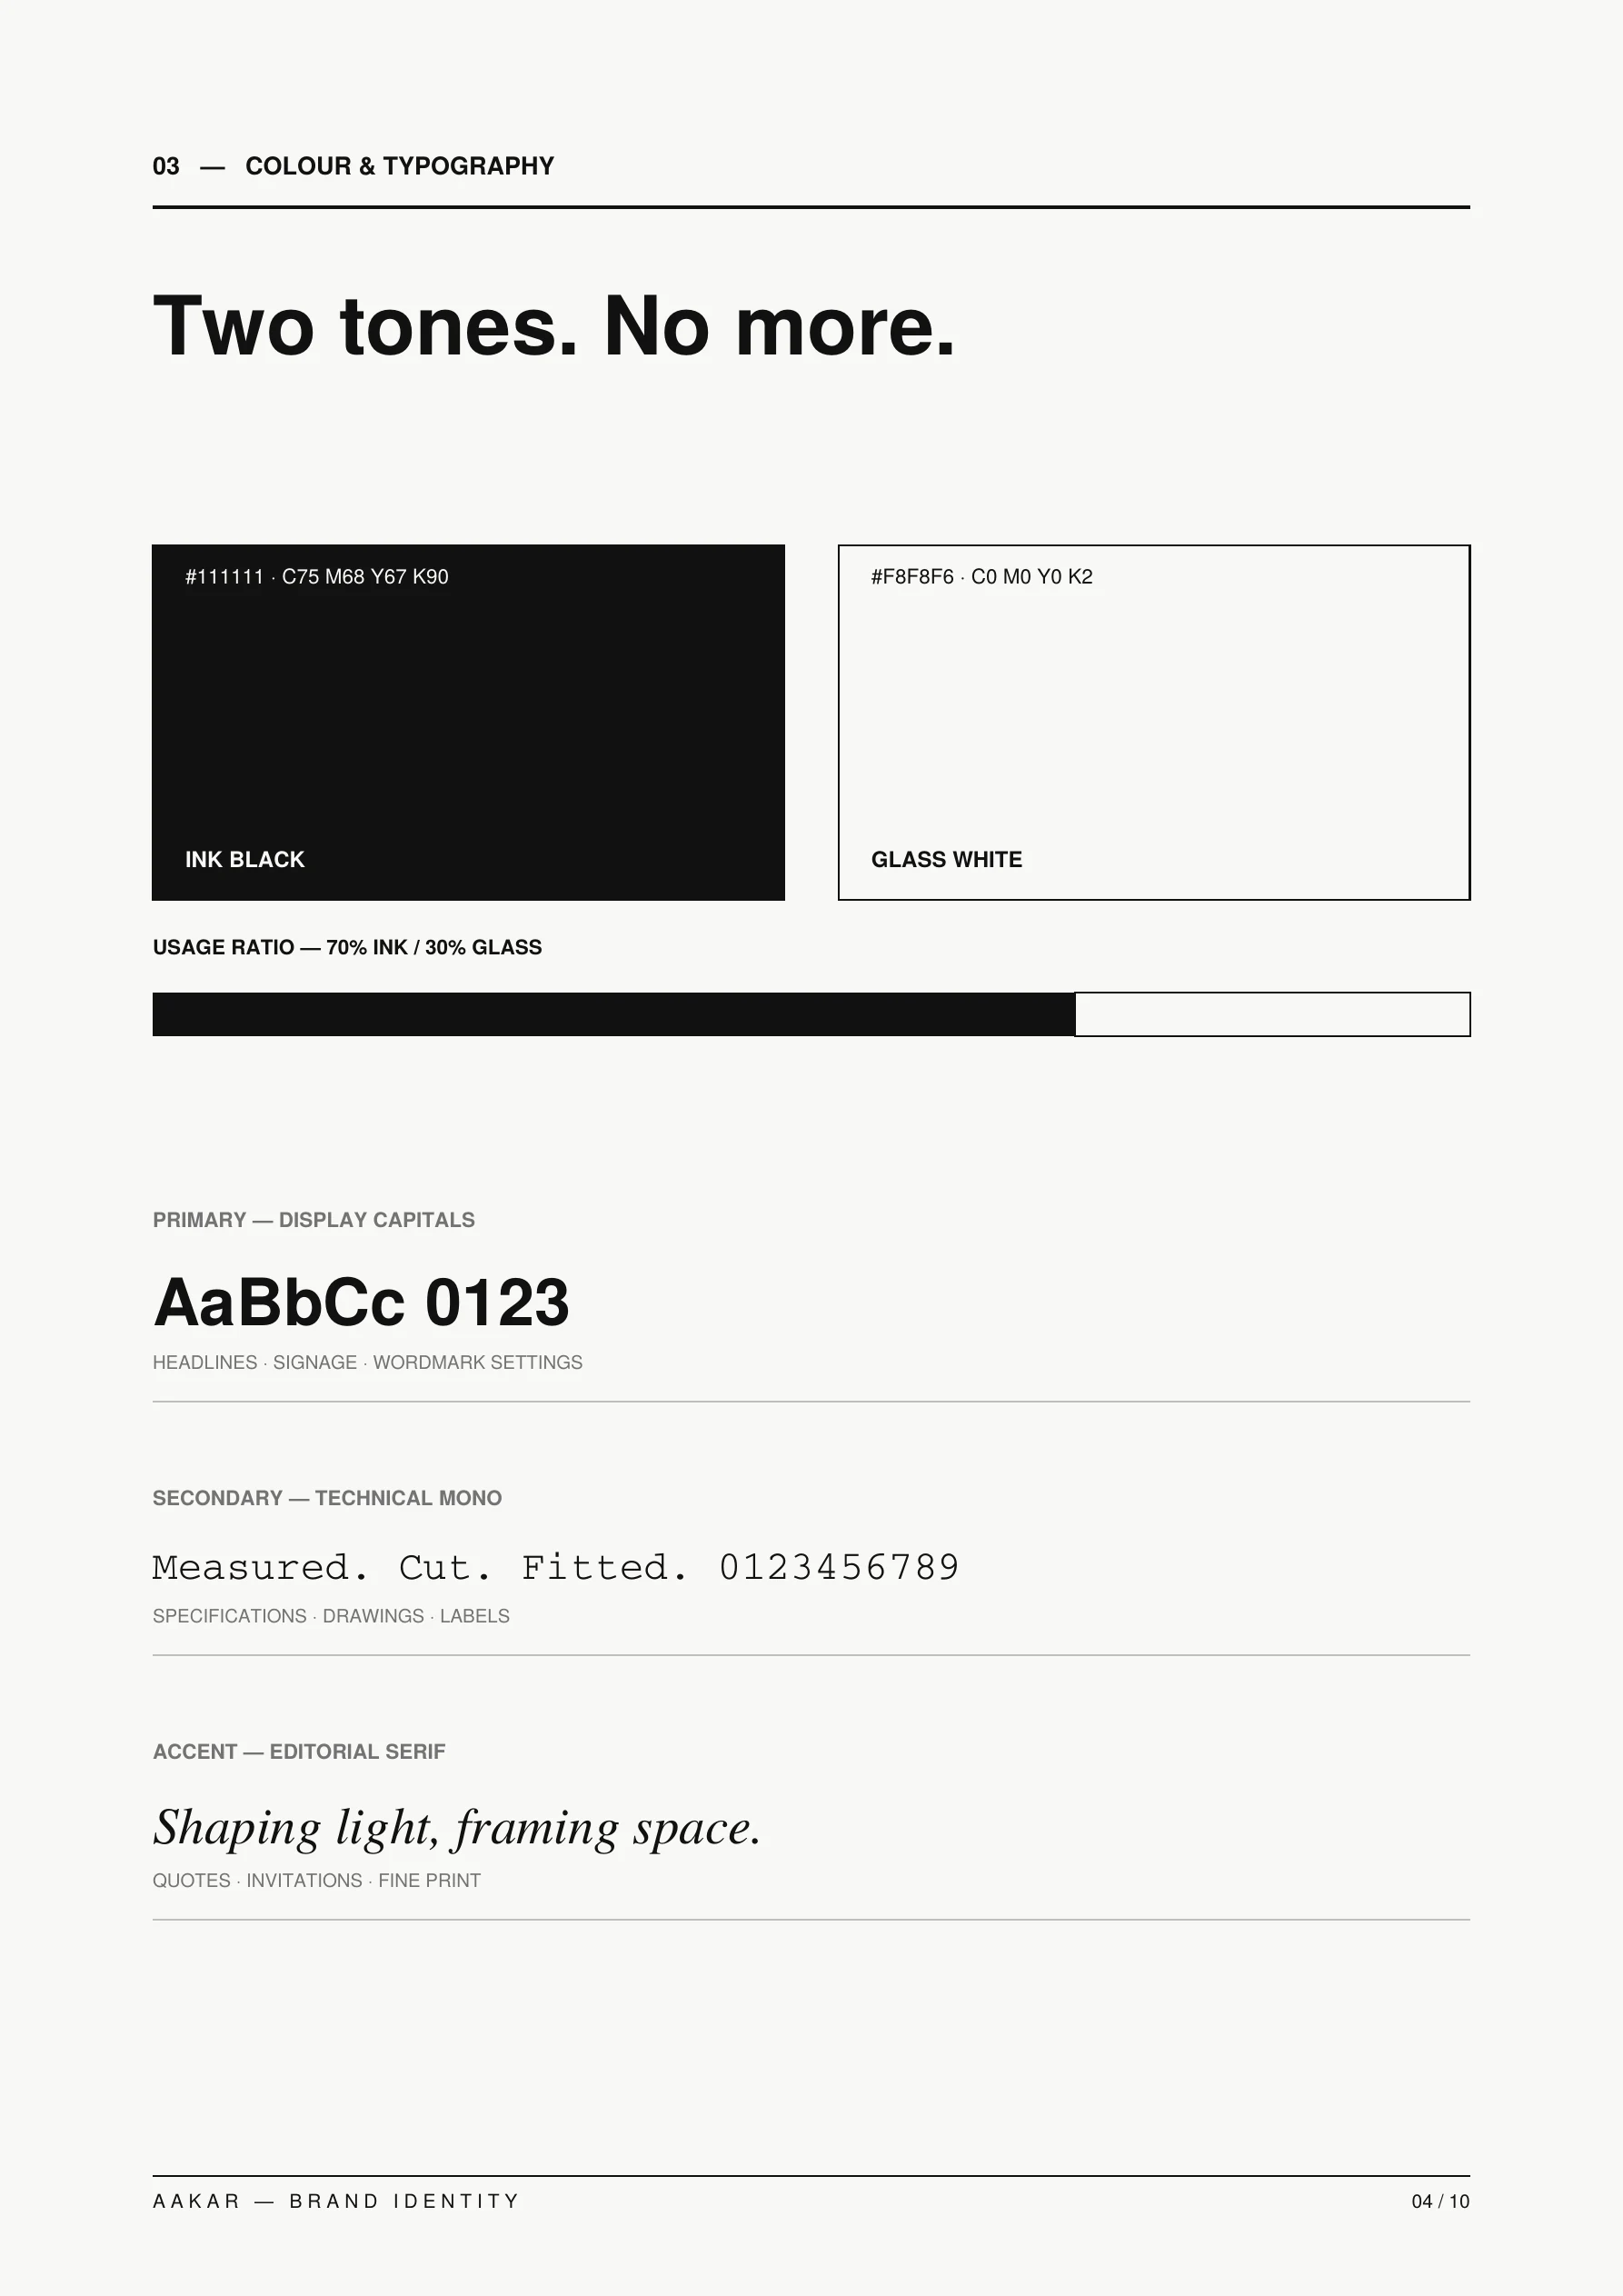 03 — COLOUR & TYPOGRAPHY
Two tones. No more.
#111111 · C75 M68 Y67 K90
#F8F8F6 · C0 M0 Y0 K2
INK BLACK
GLASS WHITE
USAGE RATIO — 70% INK / 30% GLASS
PRIMARY — DISPLAY CAPITALS
AaBbCc 0123
HEADLINES · SIGNAGE · WORDMARK SETTINGS
SECONDARY — TECHNICAL MONO
Measured. Cut. Fitted. 0123456789
SPECIFICATIONS · DRAWINGS · LABELS
ACCENT — EDITORIAL SERIF
Shaping light, framing space.
QUOTES · INVITATIONS · FINE PRINT
AAKAR — BRAND IDENTITY
04 / 10